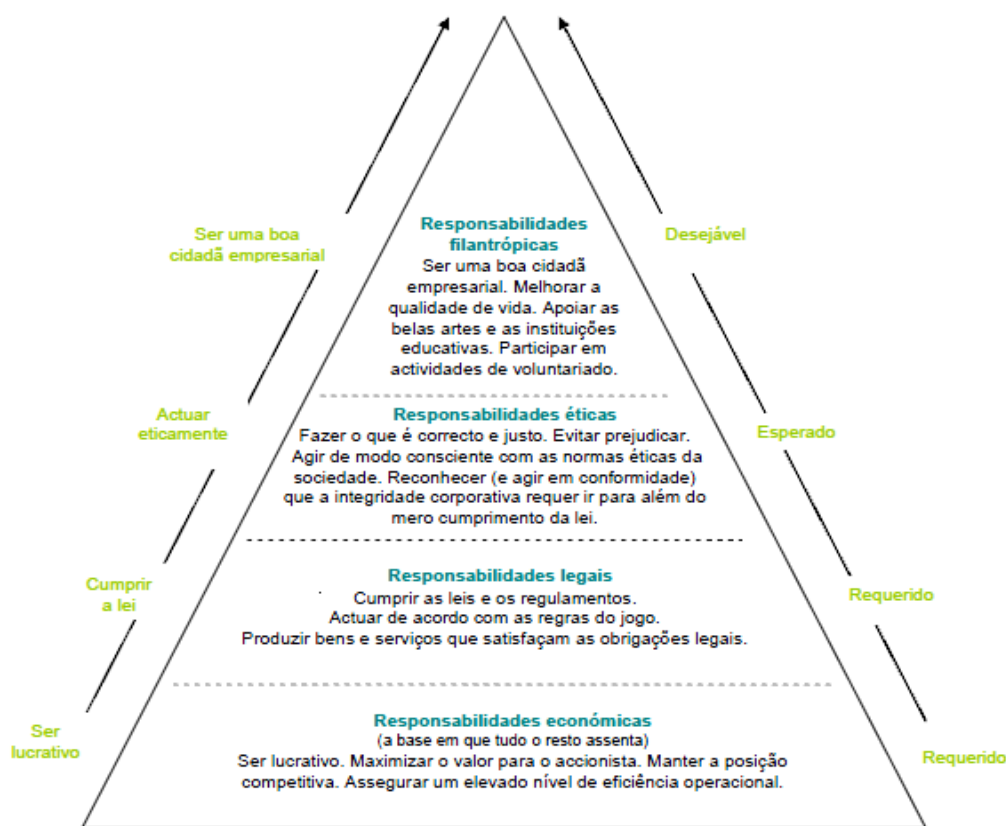 Responsabilidades
filantrópicas
Ser uma boa cidadã
empresarial. Melhorar a
qualidade de vida. Apoiar as
belas artes e as instituições
educativas. Participar em
actividades de voluntariado.
Ser uma boa
cidadã empresarial
Desejável
Responsabilidades éticas
Fazer o que é correcto e justo. Evitar prejudicar.
Agir de modo consciente com as normas éticas da
sociedade. Reconhecer (e agir em conformidade)
que a integridade corporativa requer ir para além do
mero cumprimento da lei.
Actuar
eticamente
Esperado
Responsabilidades legais
Cumprir as leis e os regulamentos.
Actuar de acordo com as regras do jogo.
Produzir bens e serviços que satisfaçam as obrigações legais.
Cumprir
a lei
Requerido
Responsabilidades económicas
(a base em que tudo o resto assenta)
Ser lucrativo. Maximizar o valor para o accionista. Manter a posição
competitiva. Assegurar um elevado nível de eficiência operacional.
Ser
lucrativo
Requerido